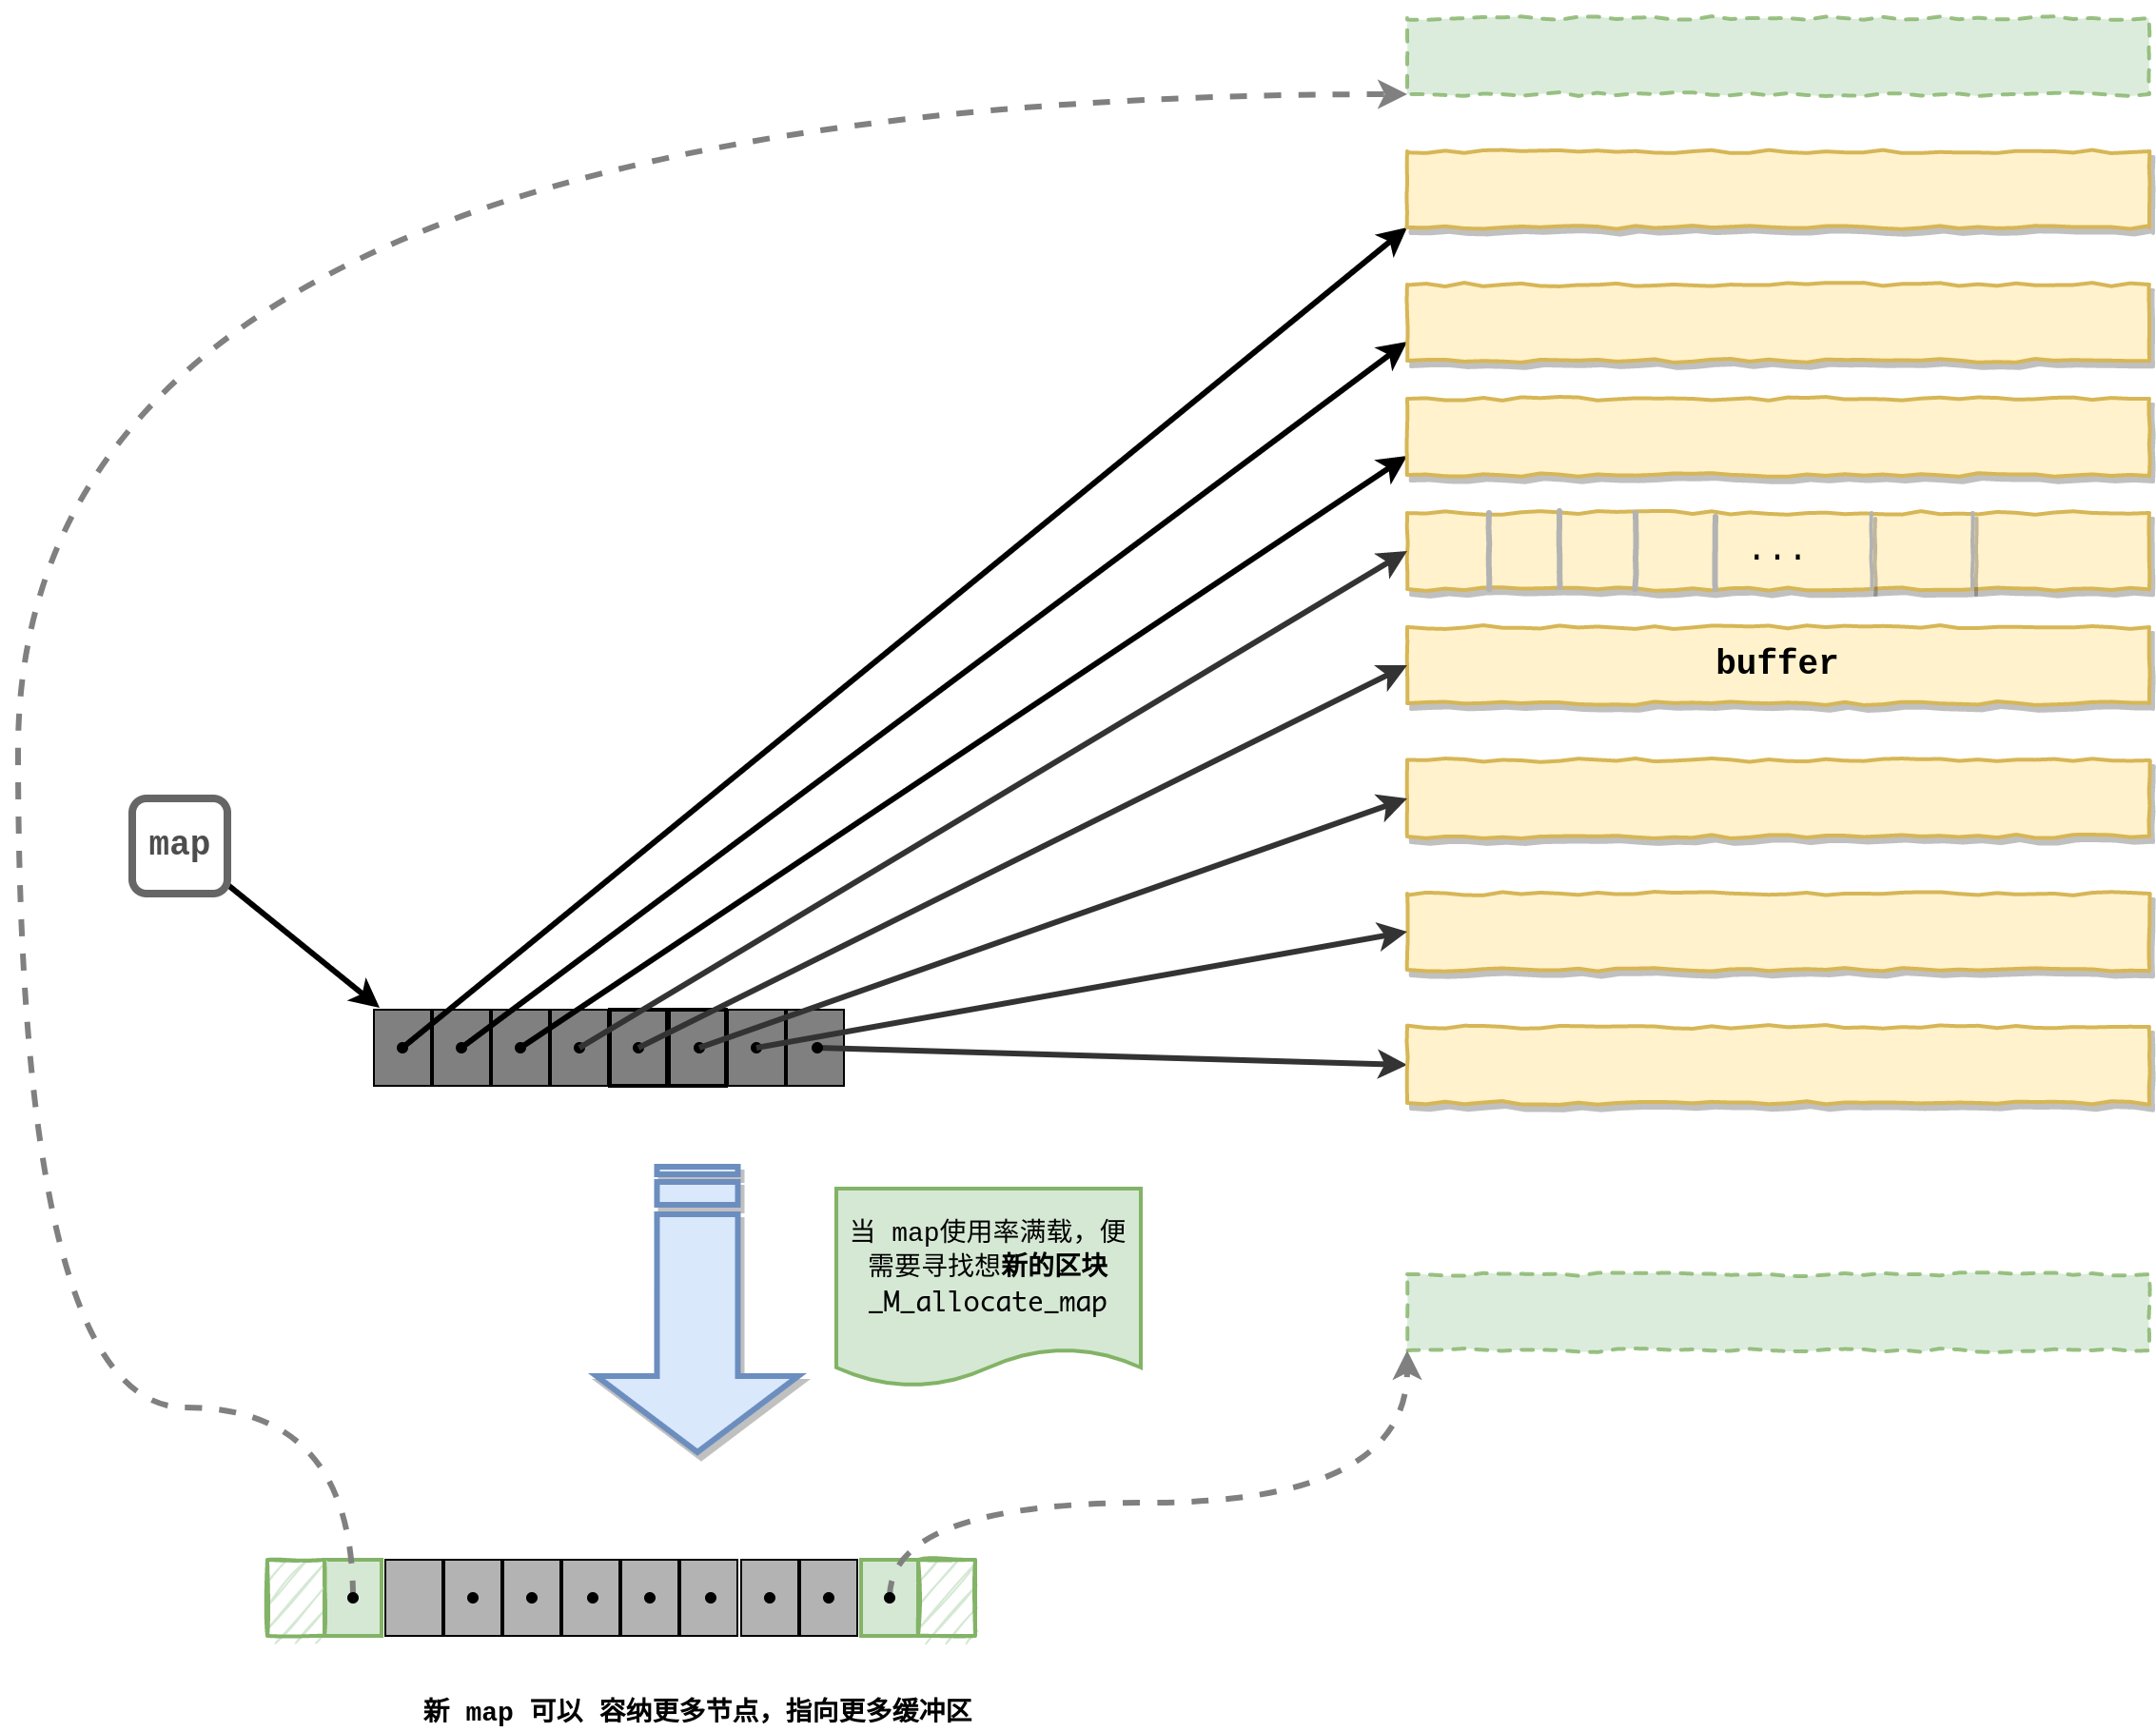 ...
buffer
map
当 map使用率满载，便
需要寻找想新的区块
_M_allocate_map
新 map 可以 容纳更多节点，指向更多缓冲区